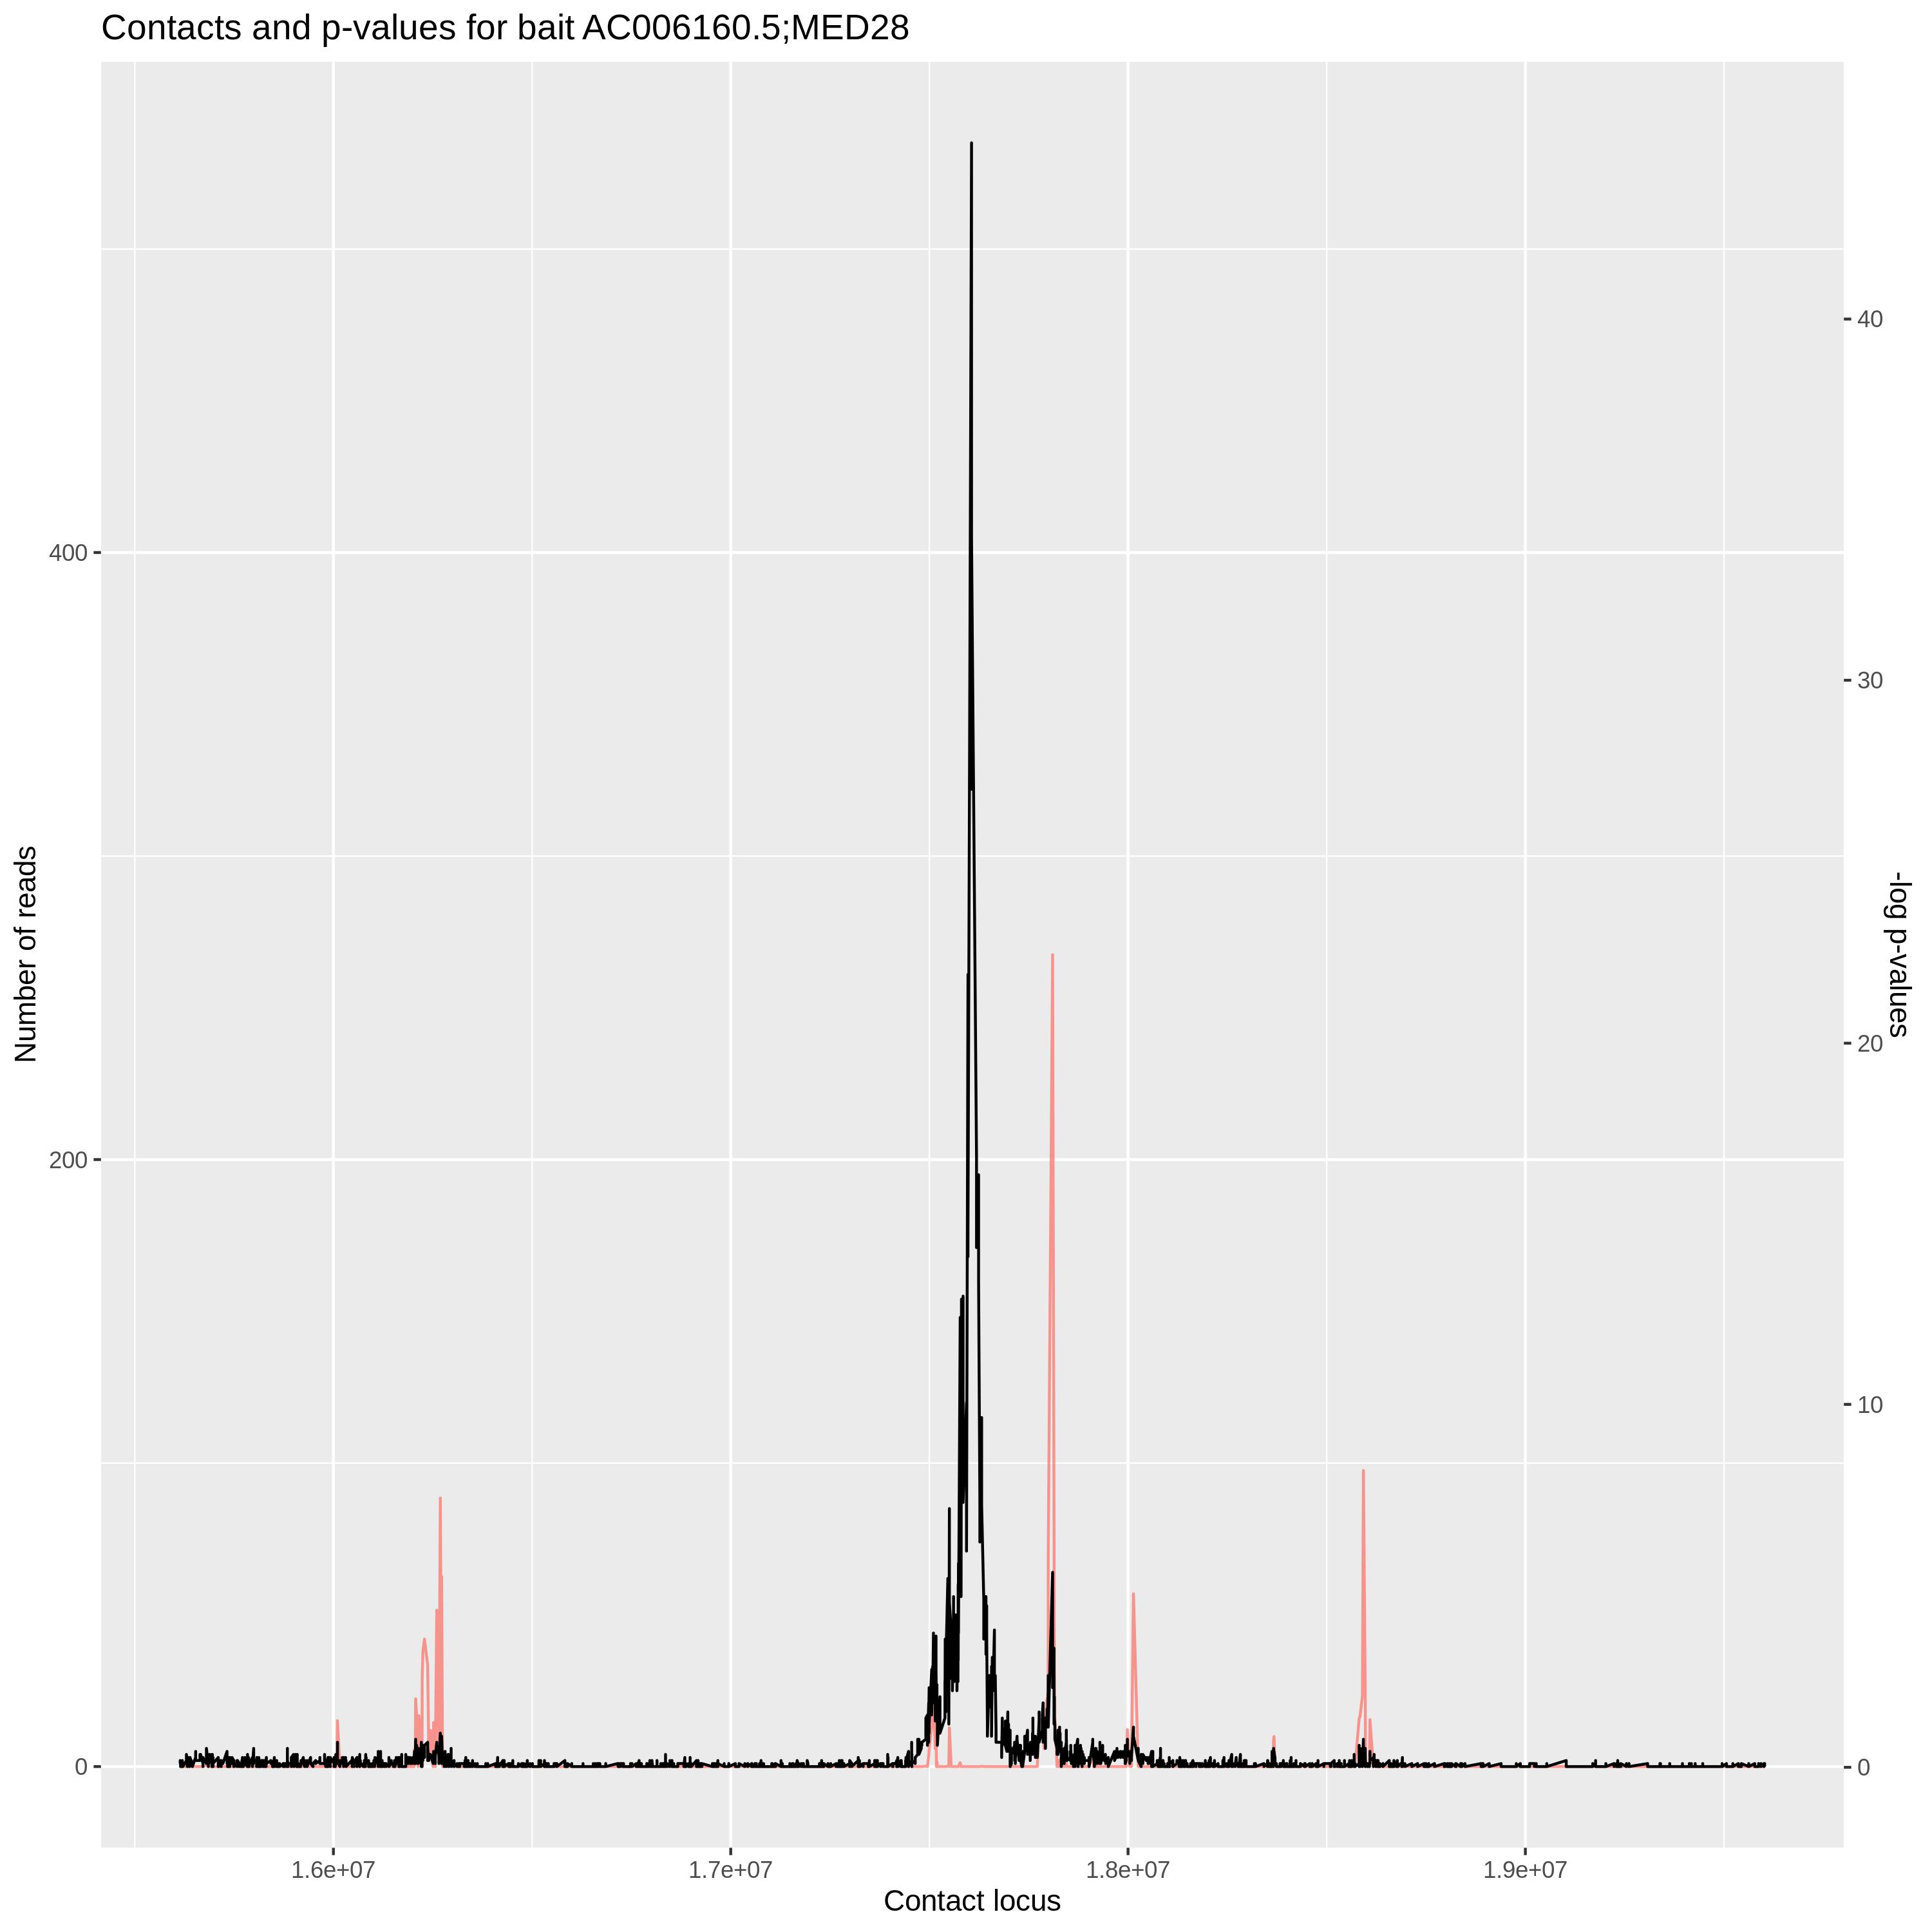 Contacts and p-values for bait AC006160.5;MED28
Number of reads
400
200
0
40
30
20
10
0
-log p-values
1.6e+07
1.7e+07
1.8e+07
1.9e+07
Contact locus